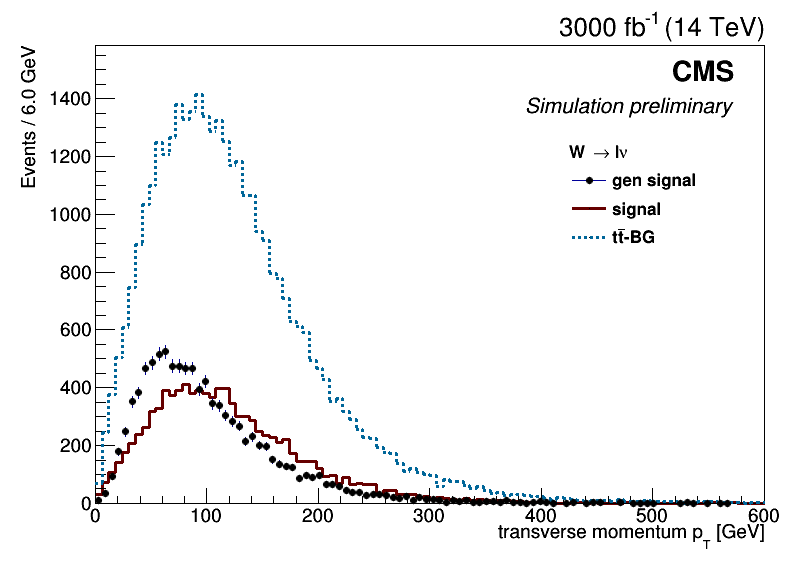 3000 fb⁻¹ (14 TeV)
CMS
Simulation preliminary
W → lν
gen signal
signal
tt̄-BG
Events / 6.0 GeV
1400
1200
1000
800
600
400
200
0
0 100 200 300 400 500 600
transverse momentum p_T [GeV]